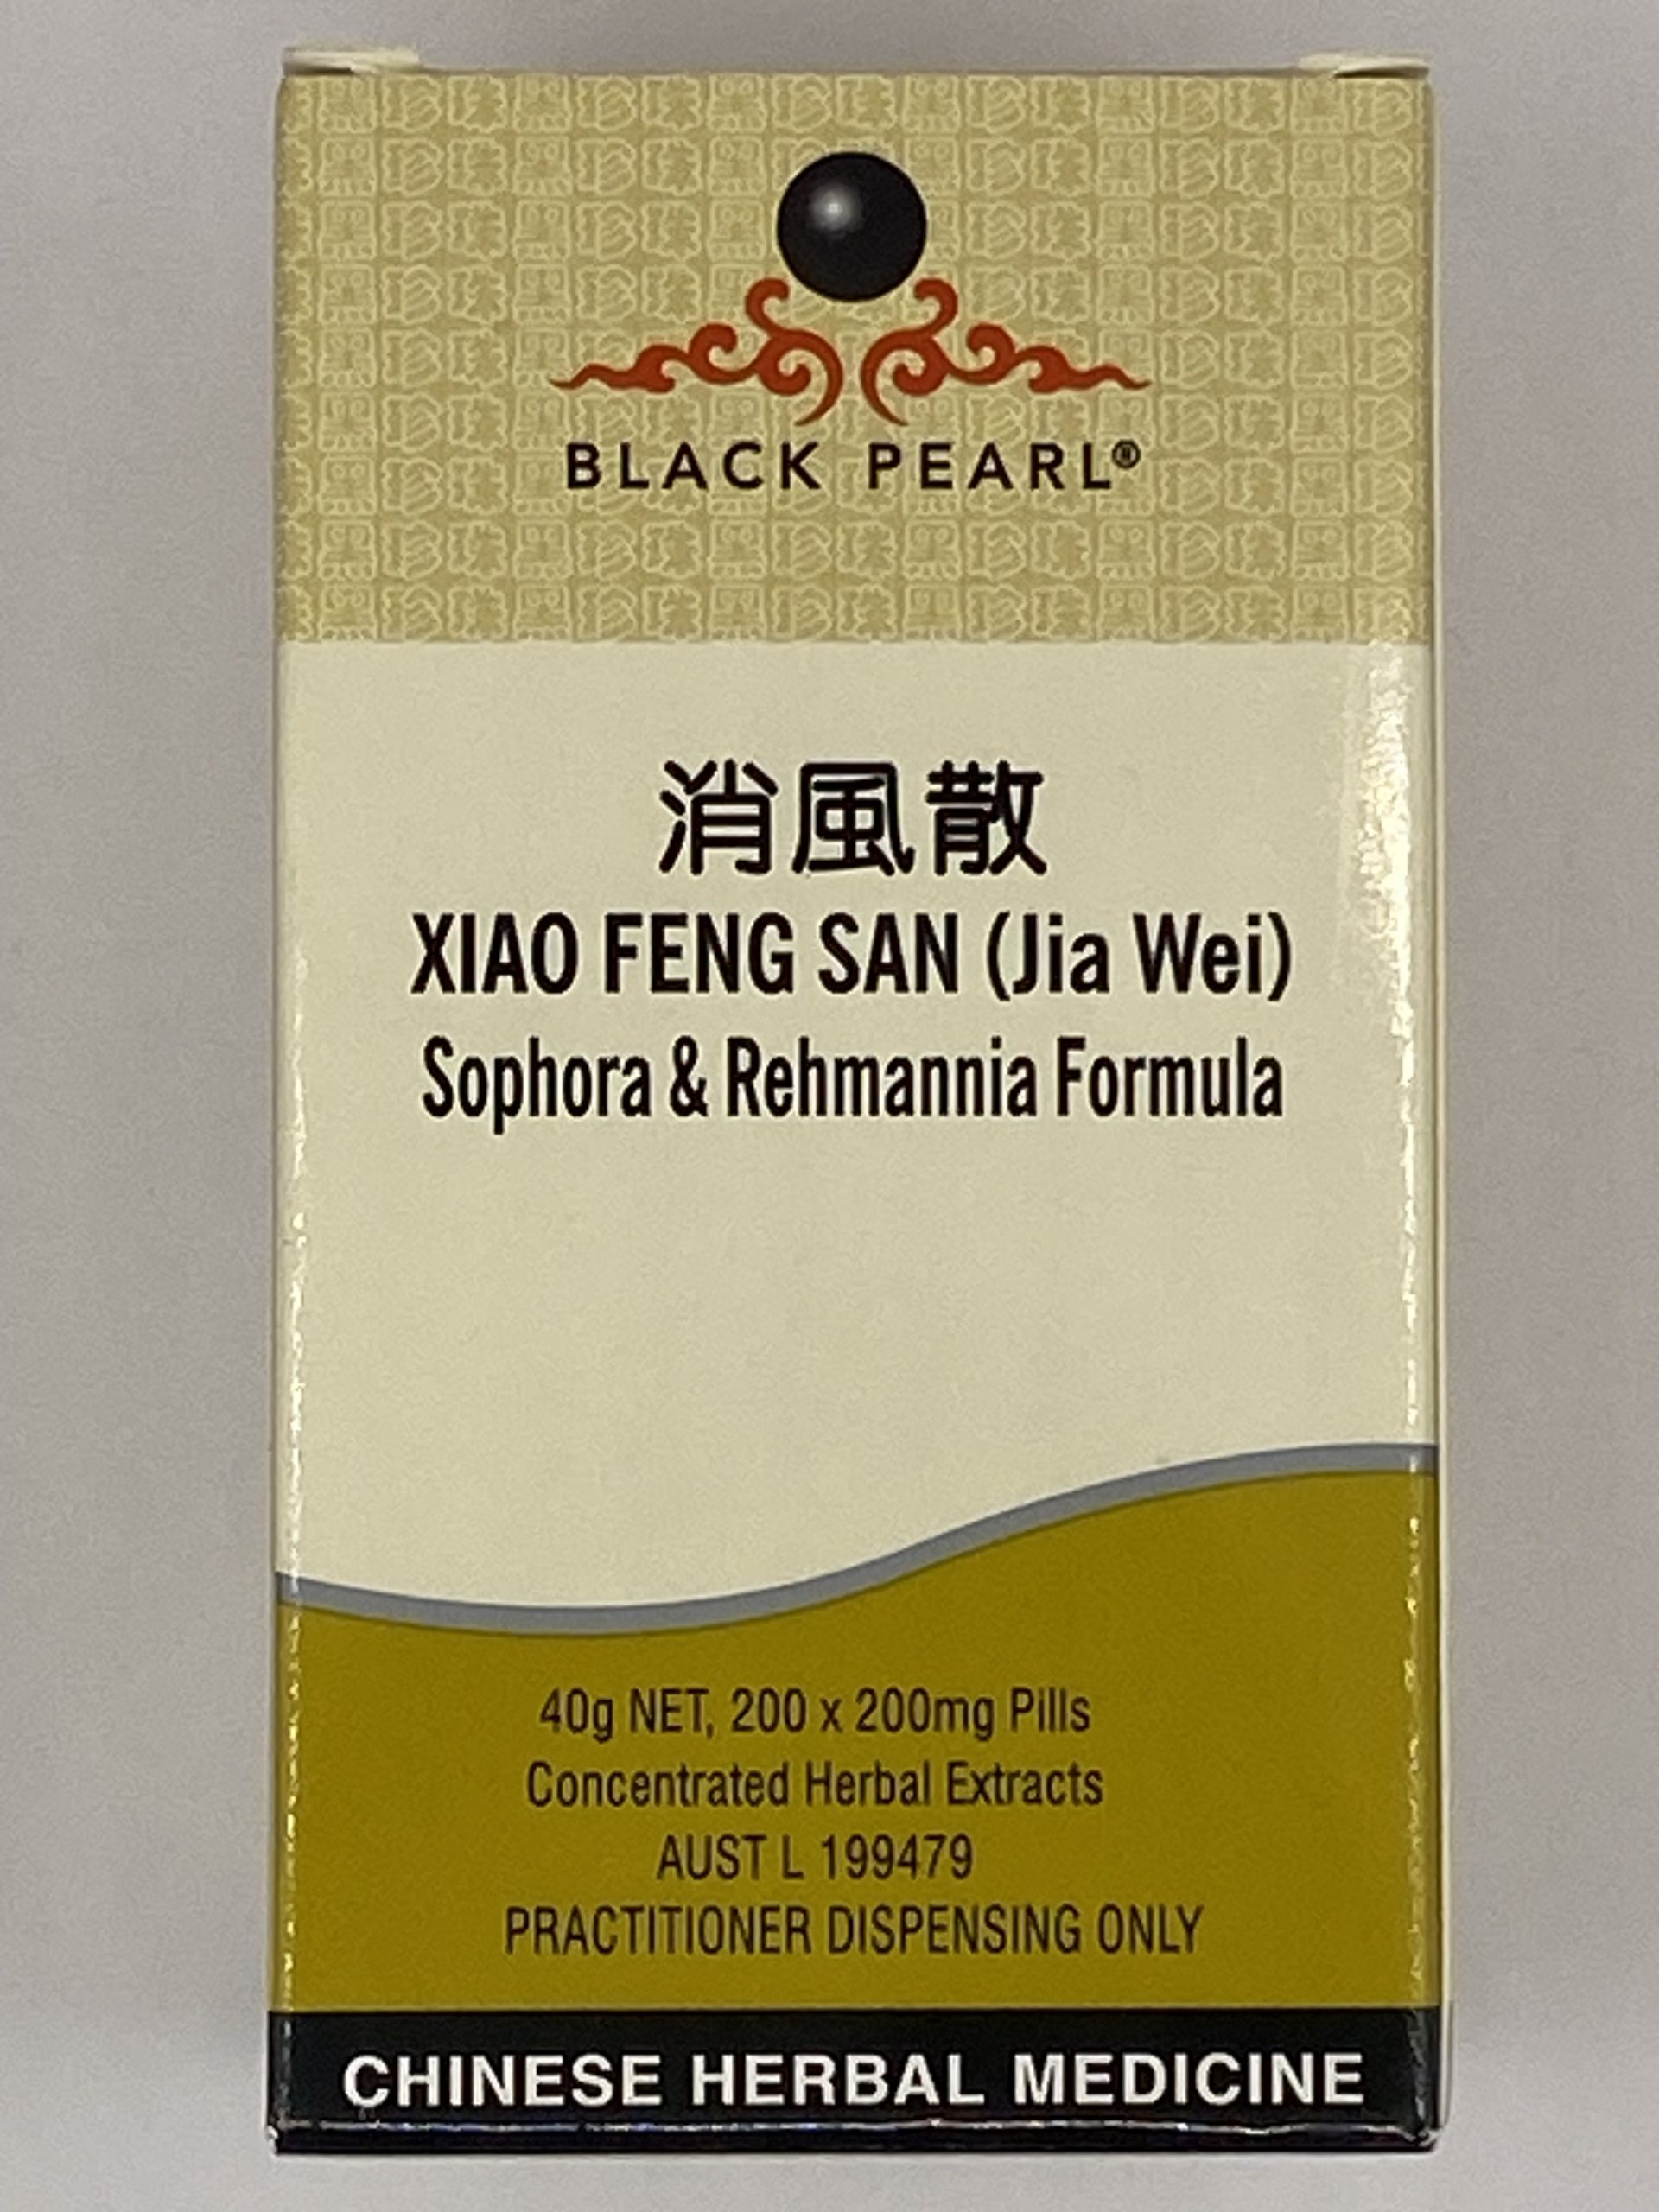 BLACK PEARL®
消風散
XIAO FENG SAN (Jia Wei)
Sophora & Rehmannia Formula
40g NET, 200 x 200mg Pills
Concentrated Herbal Extracts
AUST L 199479
PRACTITIONER DISPENSING ONLY
CHINESE HERBAL MEDICINE